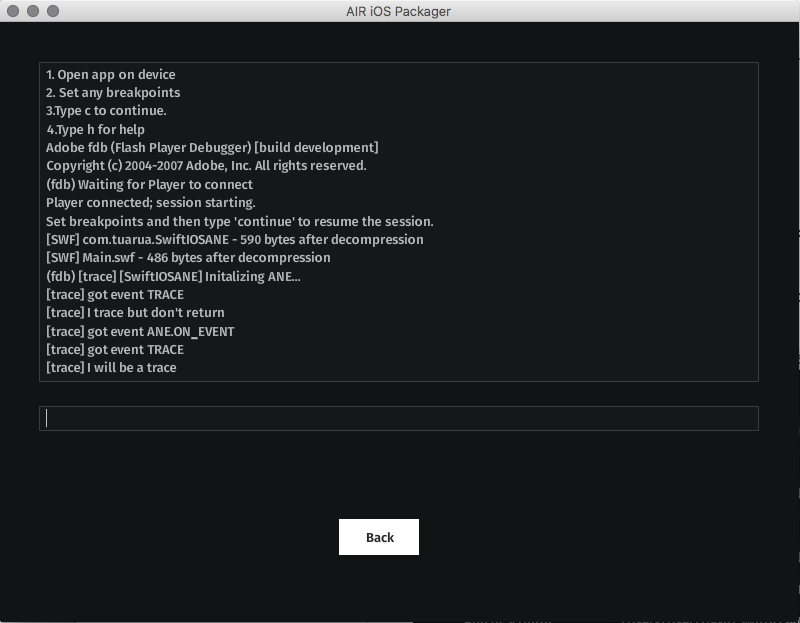 AIR iOS Packager
1. Open app on device
2. Set any breakpoints
3.Type c to continue.
4.Type h for help
Adobe fdb (Flash Player Debugger) [build development]
Copyright (c) 2004-2007 Adobe, Inc. All rights reserved.
(fdb) Waiting for Player to connect
Player connected; session starting.
Set breakpoints and then type 'continue' to resume the session.
[SWF] com.tuarua.SwiftIOSANE - 590 bytes after decompression
[SWF] Main.swf - 486 bytes after decompression
(fdb) [trace] [SwiftIOSANE] Initalizing ANE...
[trace] got event TRACE
[trace] I trace but don't return
[trace] got event ANE.ON_EVENT
[trace] got event TRACE
[trace] I will be a trace
Back